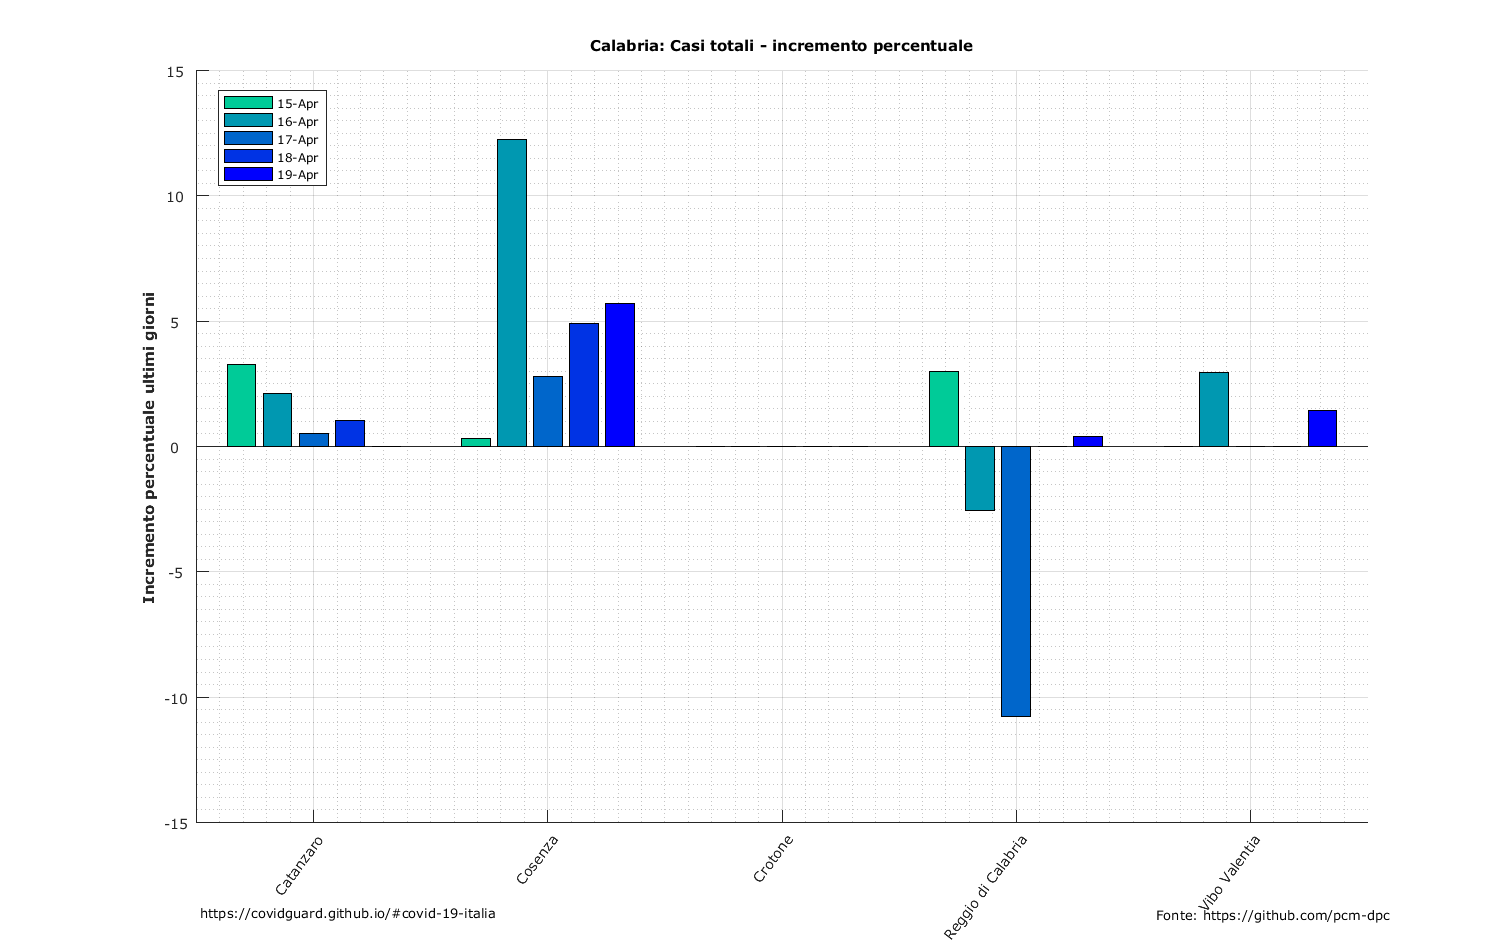 Calabria: Casi totali - incremento percentuale
15-Apr
16-Apr
17-Apr
18-Apr
19-Apr
Incremento percentuale ultimi giorni
15
10
5
0
-5
-10
-15
Catanzaro
Cosenza
Crotone
Reggio di Calabria
Vibo Valentia
https://covidguard.github.io/#covid-19-italia
Fonte: https://github.com/pcm-dpc